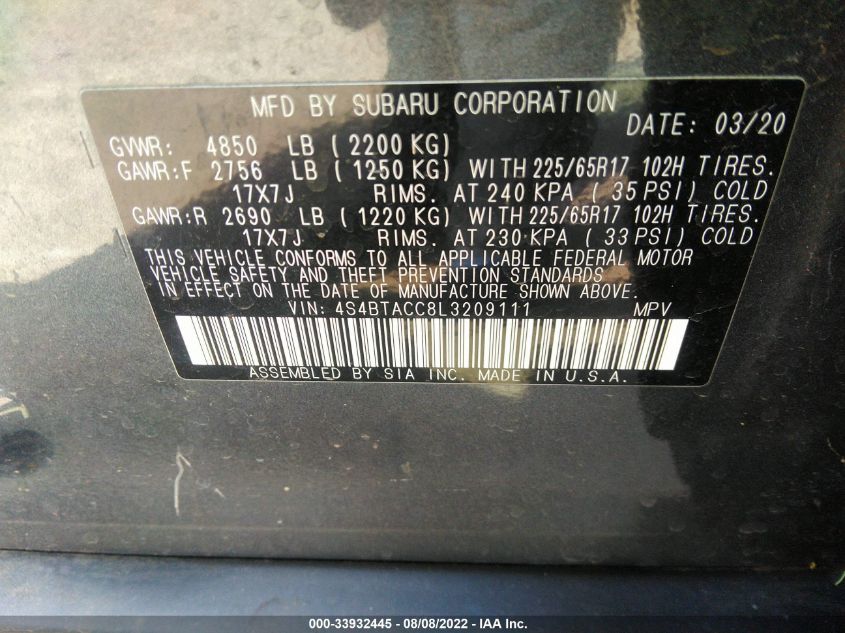 MFD BY SUBARU CORPORATION
DATE: 03/20
GVWR: 4850 LB (2200 KG)
GAWR:F 2756 LB (1250 KG) WITH 225/65R17 102H TIRES.
17X7J RIMS. AT 240 KPA (35 PSI) COLD
GAWR:R 2690 LB (1220 KG) WITH 225/65R17 102H TIRES.
17X7J RIMS. AT 230 KPA (33 PSI) COLD
THIS VEHICLE CONFORMS TO ALL APPLICABLE FEDERAL MOTOR
VEHICLE SAFETY AND THEFT PREVENTION STANDARDS
IN EFFECT ON THE DATE OF MANUFACTURE SHOWN ABOVE.
VIN: 4S4BTACC8L3209111 MPV
ASSEMBLED BY SIA INC. MADE IN U.S.A.
000-33932445 - 08/08/2022 - IAA Inc.